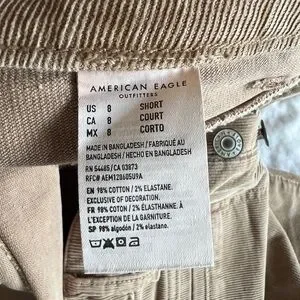 AMERICAN EAGLE
OUTFITTERS
US 8 SHORT
CA 8 COURT
MX 8 CORTO
MADE IN BANGLADESH / FABRIQUÉ AU
BANGLADESH / HECHO EN BANGLADESH
RN 54485/CA 03873
RFC# AEM120605U9A
EN 98% COTTON / 2% ELASTANE.
EXCLUSIVE OF DECORATION.
FR 98% COTON / 2% ÉLASTHANNE. À
L'EXCEPTION DE LA GARNITURE.
SP 98% algodón / 2% elastano.